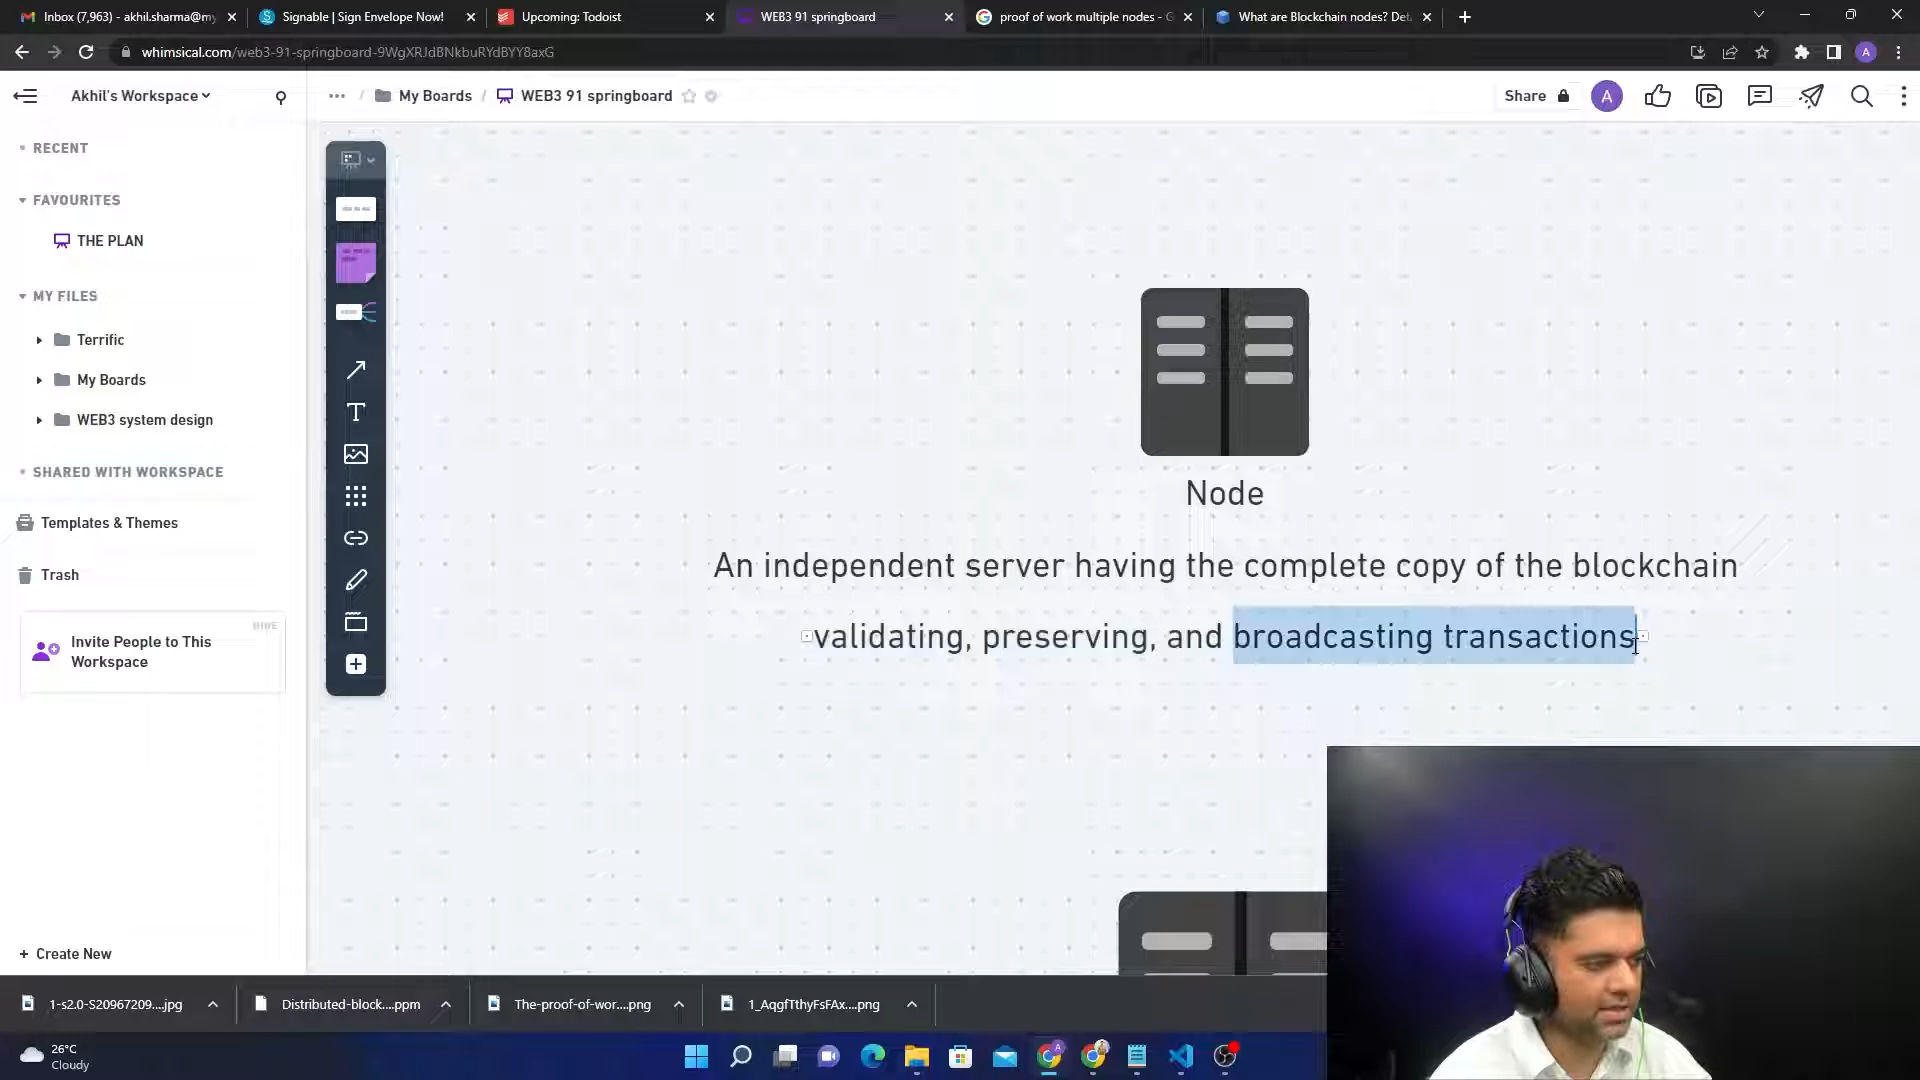 Inbox (7,963) - akhil.sharma@my
Signable | Sign Envelope Now!
Upcoming: Todoist
WEB3 91 springboard
proof of work multiple nodes - G
What are Blockchain nodes? Det
whimsical.com/web3-91-springboard-9WgXRJdBNkbuRYdBYY8axG
A
Akhil's Workspace
... / My Boards / WEB3 91 springboard
Share
A
RECENT
FAVOURITES
THE PLAN
MY FILES
Terrific
My Boards
WEB3 system design
SHARED WITH WORKSPACE
Templates & Themes
Trash
HIDE
Invite People to This
Workspace
+ Create New
T
Node
An independent server having the complete copy of the blockchain
validating, preserving, and broadcasting transactions
1-s2.0-S20967209....jpg
Distributed-block....ppm
The-proof-of-wor....png
1_AqgfTthyFsFAx....png
26°C
Cloudy